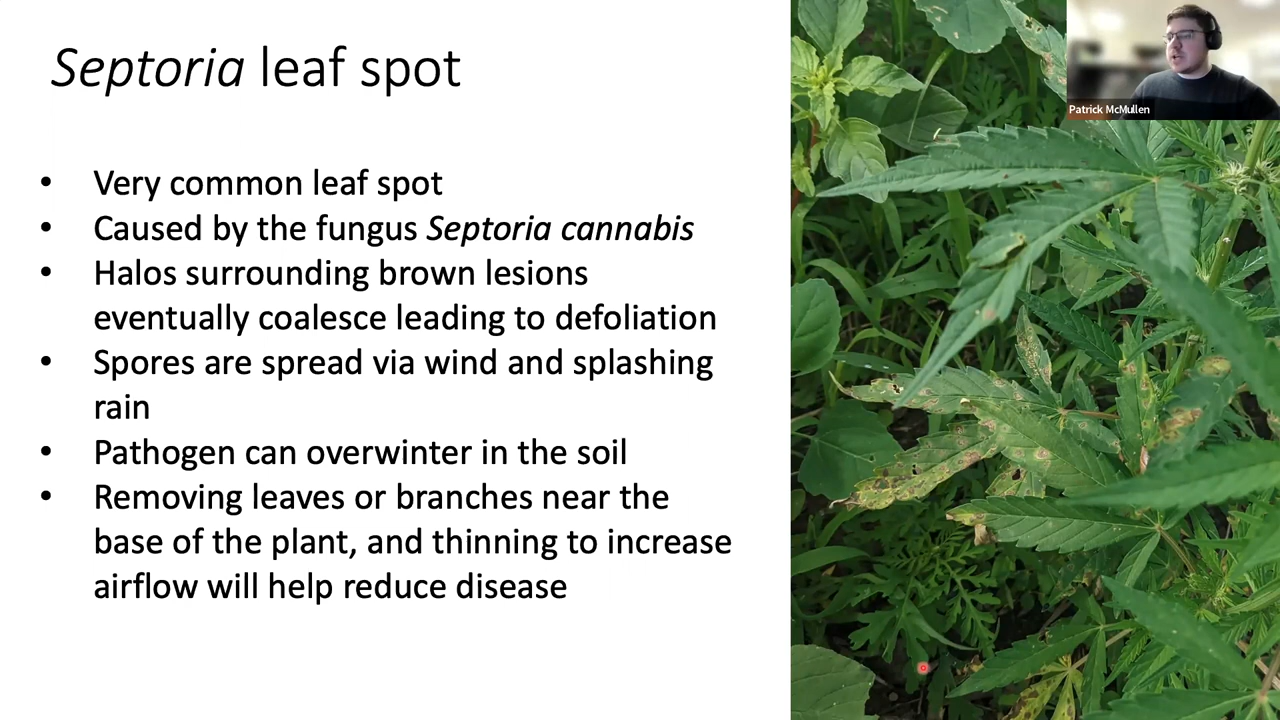 Septoria leaf spot
Patrick McMullen
• Very common leaf spot
• Caused by the fungus Septoria cannabis
• Halos surrounding brown lesions
eventually coalesce leading to defoliation
• Spores are spread via wind and splashing
rain
• Pathogen can overwinter in the soil
• Removing leaves or branches near the
base of the plant, and thinning to increase
airflow will help reduce disease